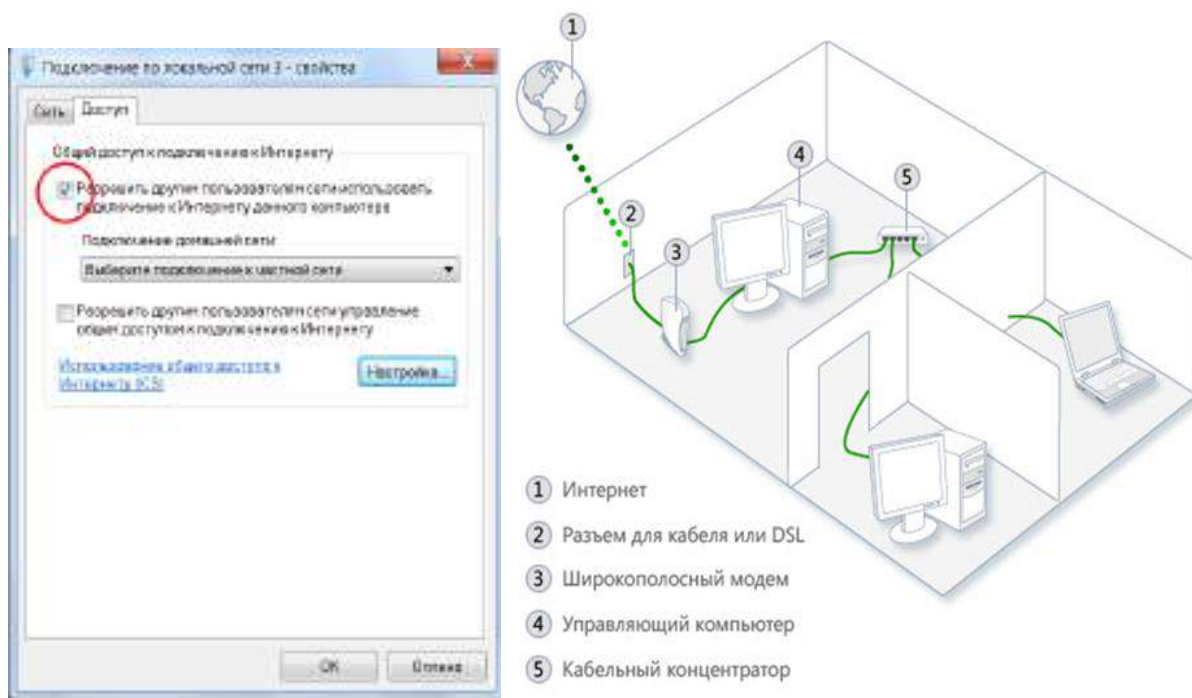 Подключение по локальной сети 3 - свойства
Сеть Доступ
Общий доступ к подключению к Интернету
Разрешить другим пользователям сети использовать
подключение к Интернету данного компьютера
Подключение домашней сети:
Выберите подключение к частной сети
Разрешить другим пользователям сети управление
общим доступом к подключению к Интернету
Использование общего доступа к
Интернету (ICS)
Настройка...
OK Отмена
1
2
3
4
5
1 Интернет
2 Разъем для кабеля или DSL
3 Широкополосный модем
4 Управляющий компьютер
5 Кабельный концентратор